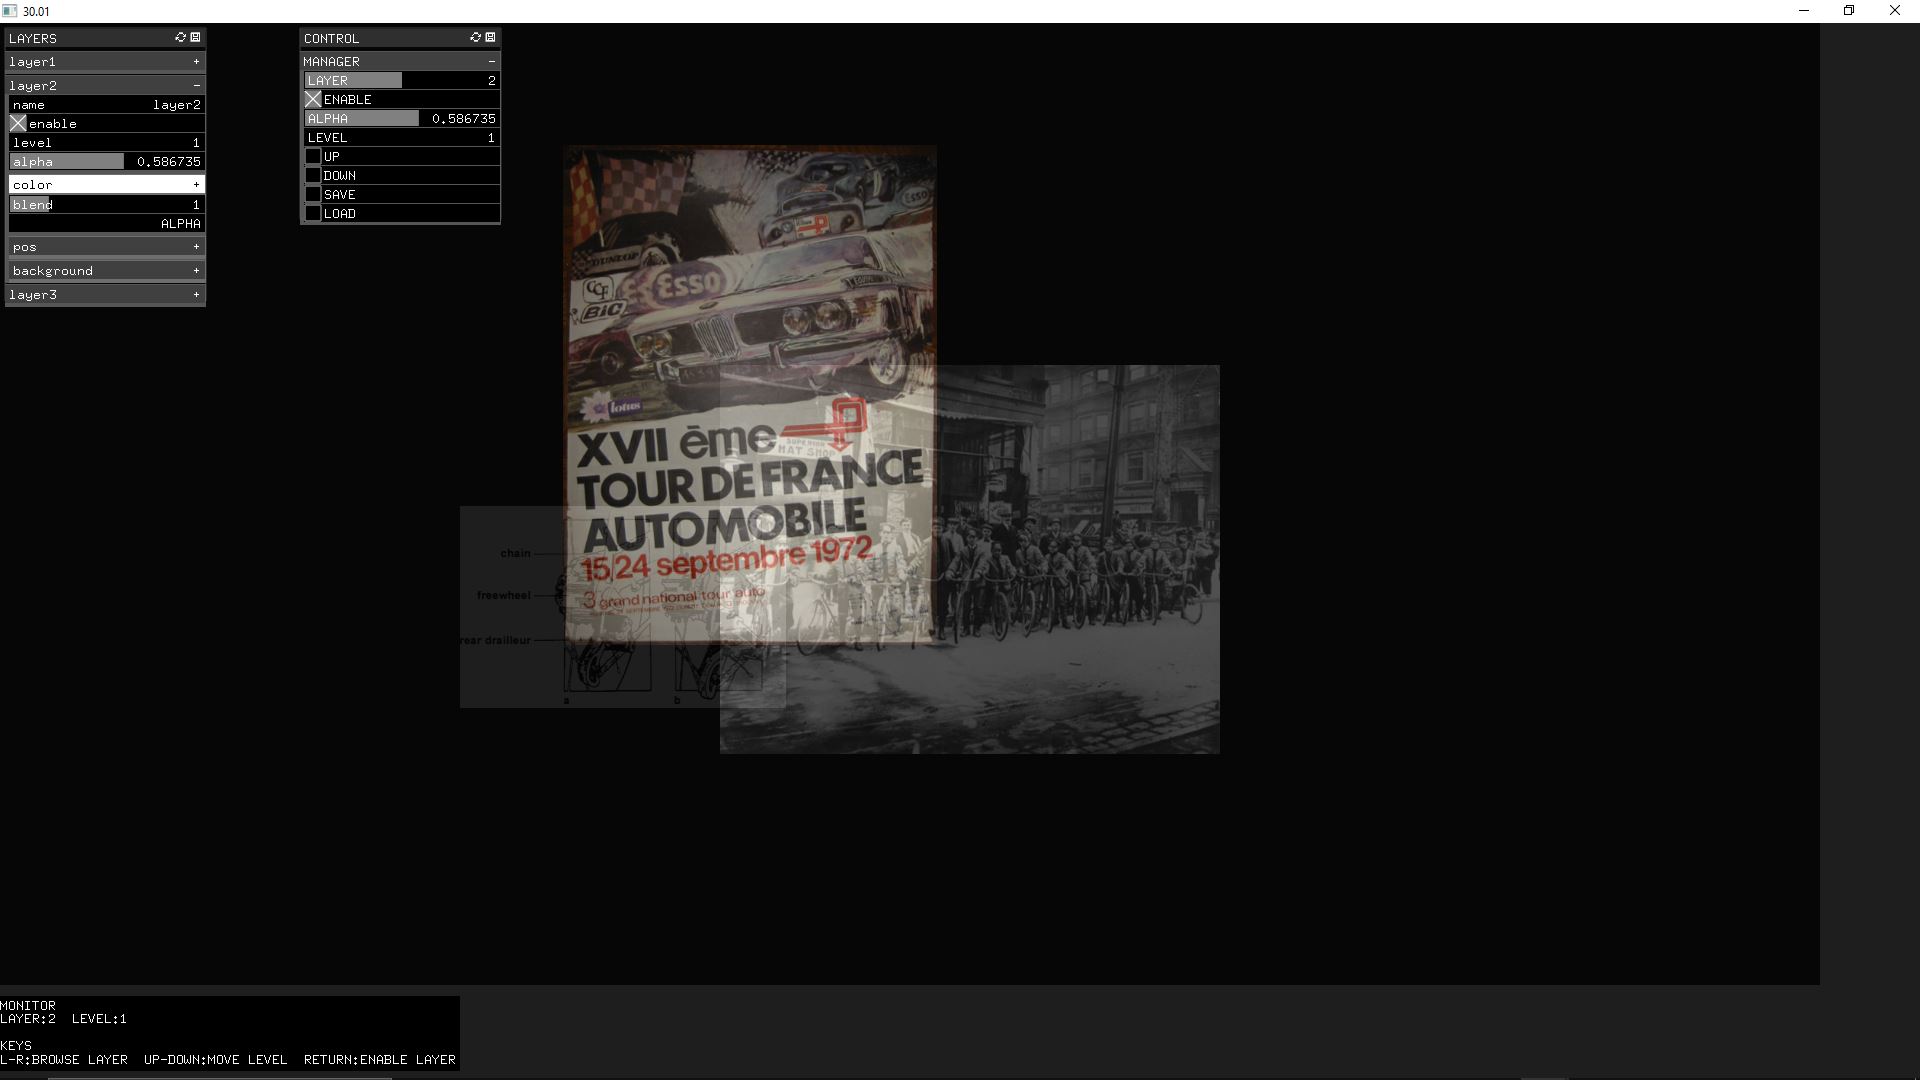 30.01
LAYERS
layer1 +
layer2 -
name layer2
enable
level 1
alpha 0.586735
color +
blend 1
ALPHA
pos +
background +
layer3 +
CONTROL
MANAGER -
LAYER 2
ENABLE
ALPHA 0.586735
LEVEL 1
UP
DOWN
SAVE
LOAD
ESSO
DUNLOP
CCF
ESSO
BIC
lotus
XVII ème
SUPERIOR
HAT SHOP
TOUR DE FRANCE
AUTOMOBILE
15/24 septembre 1972
3 grand national tour auto
chain
freewheel
rear drailleur
a b
MONITOR
LAYER:2 LEVEL:1
KEYS
L-R:BROWSE LAYER UP-DOWN:MOVE LEVEL RETURN:ENABLE LAYER